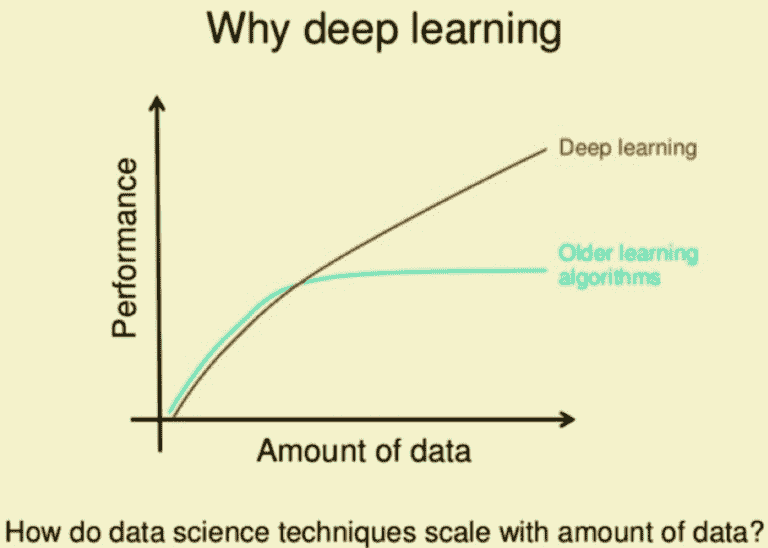 Why deep learning
Performance
Deep learning
Older learning
algorithms
Amount of data
How do data science techniques scale with amount of data?